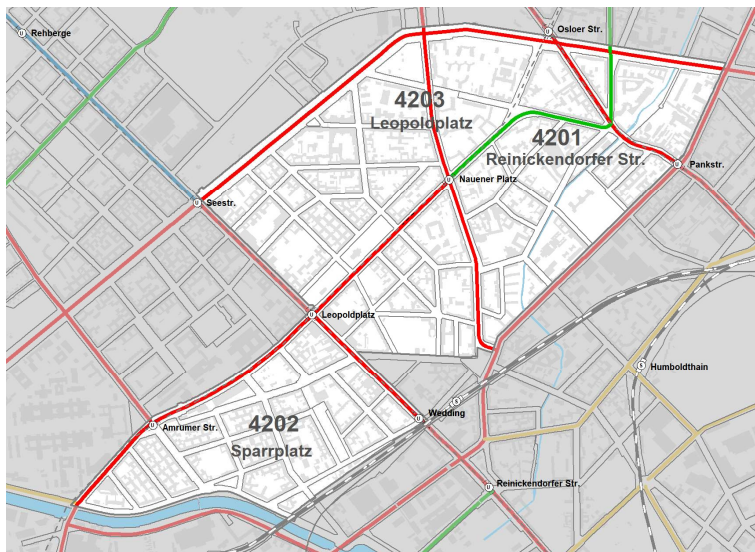 Rehberge
Osloer Str.
4203
Leopoldplatz
4201
Reinickendorfer Str.
Pankstr.
Nauener Platz
Seestr.
Leopoldplatz
Humboldthain
Wedding
Amrumer Str.
4202
Sparrplatz
Reinickendorfer Str.